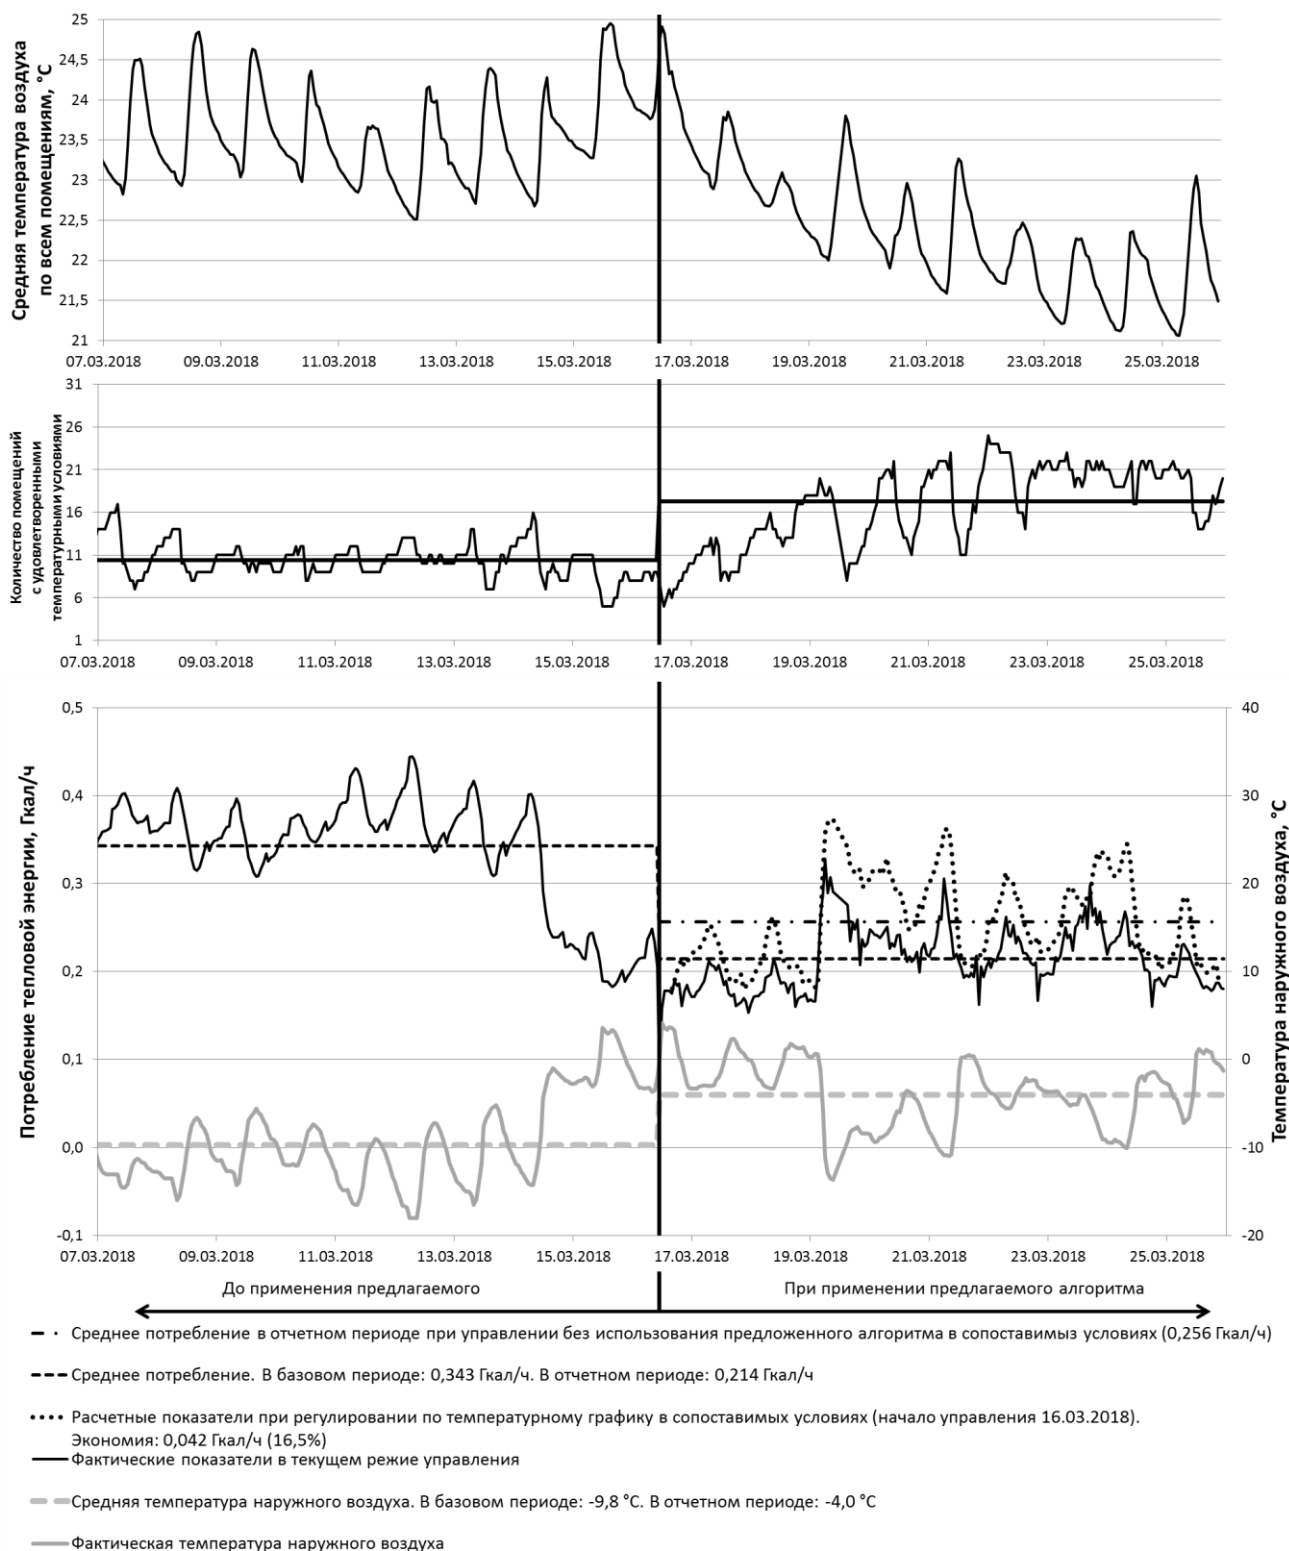 Средняя температура воздуха
по всем помещениям, °С
25
24,5
24
23,5
23
22,5
22
21,5
21
07.03.2018 09.03.2018 11.03.2018 13.03.2018 15.03.2018 17.03.2018 19.03.2018 21.03.2018 23.03.2018 25.03.2018
Количество помещений
с удовлетворенными
температурными условиями
31
26
21
16
11
6
1
07.03.2018 09.03.2018 11.03.2018 13.03.2018 15.03.2018 17.03.2018 19.03.2018 21.03.2018 23.03.2018 25.03.2018
Потребление тепловой энергии, Гкал/ч
0,5
0,4
0,3
0,2
0,1
0,0
-0,1
40
30
20
10
0
-10
-20
Температура наружного воздуха, °С
07.03.2018 09.03.2018 11.03.2018 13.03.2018 15.03.2018 17.03.2018 19.03.2018 21.03.2018 23.03.2018 25.03.2018
До применения предлагаемого При применении предлагаемого алгоритма
Среднее потребление в отчетном периоде при управлении без использования предложенного алгоритма в сопоставимыз условиях (0,256 Гкал/ч)
Среднее потребление. В базовом периоде: 0,343 Гкал/ч. В отчетном периоде: 0,214 Гкал/ч
Расчетные показатели при регулировании по температурному графику в сопоставимых условиях (начало управления 16.03.2018).
Экономия: 0,042 Гкал/ч (16,5%)
Фактические показатели в текущем режие управления
Средняя температура наружного воздуха. В базовом периоде: -9,8 °С. В отчетном периоде: -4,0 °С
Фактическая температура наружного воздуха